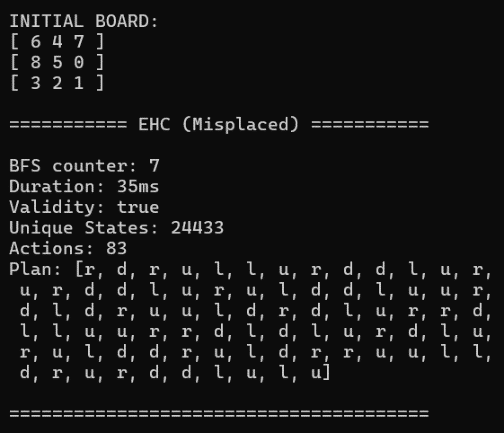 INITIAL BOARD:
[ 6 4 7 ]
[ 8 5 0 ]
[ 3 2 1 ]
=========== EHC (Misplaced) ===========
BFS counter: 7
Duration: 35ms
Validity: true
Unique States: 24433
Actions: 83
Plan: [r, d, r, u, l, l, u, r, d, d, l, u, r,
u, r, d, d, l, u, r, u, l, d, d, l, u, u, r,
d, l, d, r, u, u, l, d, r, d, l, u, r, r, d,
l, l, u, u, r, r, d, l, d, l, u, r, d, l, u,
r, u, l, d, d, r, u, l, d, r, r, u, u, l, l,
d, r, u, r, d, d, l, u, l, u]
=======================================